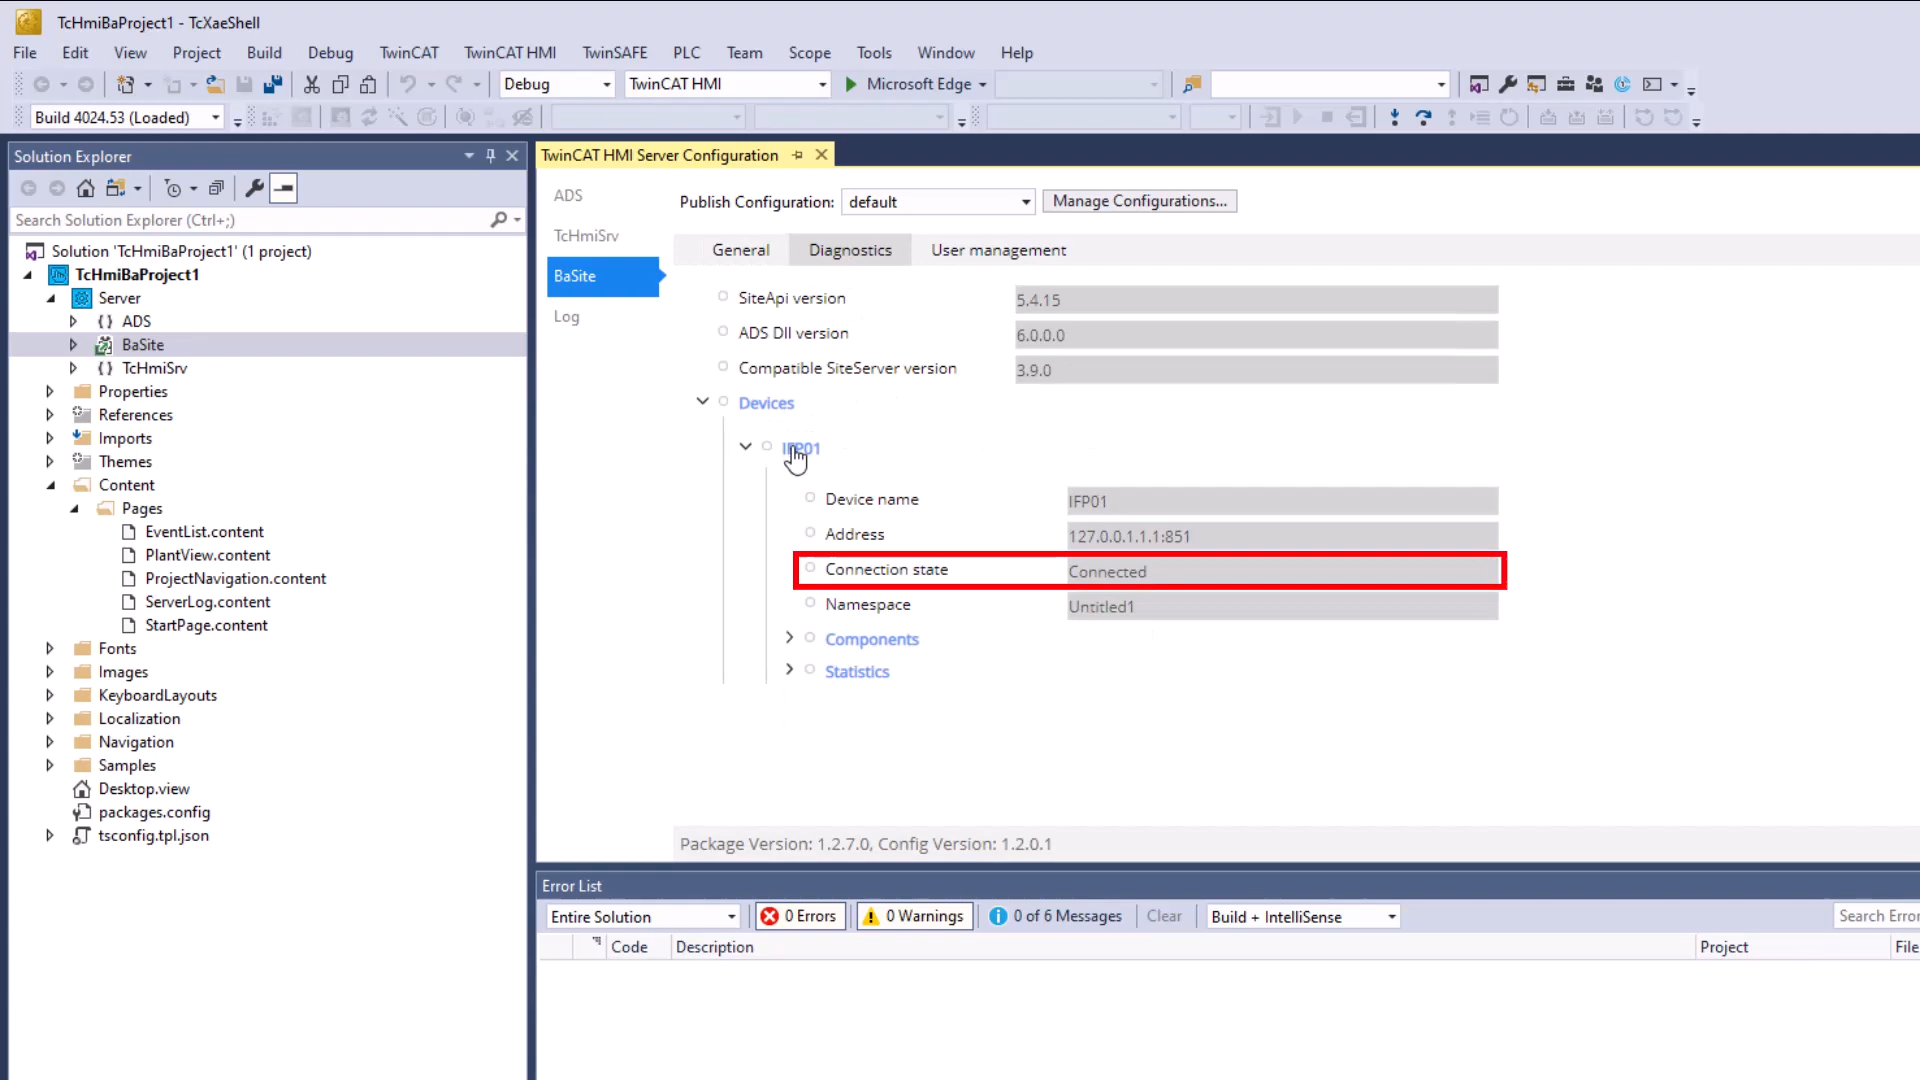 TcHmiBaProject1 - TcXaeShell
File Edit View Project Build Debug TwinCAT TwinCAT HMI TwinSAFE PLC Team Scope Tools Window Help
Debug TwinCAT HMI Microsoft Edge
Build 4024.53 (Loaded)
Solution Explorer
Search Solution Explorer (Ctrl+;)
Solution 'TcHmiBaProject1' (1 project)
TcHmiBaProject1
Server
ADS
BaSite
TcHmiSrv
Properties
References
Imports
Themes
Content
Pages
EventList.content
PlantView.content
ProjectNavigation.content
ServerLog.content
StartPage.content
Fonts
Images
KeyboardLayouts
Localization
Navigation
Samples
Desktop.view
packages.config
tsconfig.tpl.json
TwinCAT HMI Server Configuration
ADS
TcHmiSrv
BaSite
Log
Publish Configuration: default Manage Configurations...
General Diagnostics User management
SiteApi version 5.4.15
ADS Dll version 6.0.0.0
Compatible SiteServer version 3.9.0
Devices
IFP01
Device name IFP01
Address 127.0.0.1.1.1:851
Connection state Connected
Namespace Untitled1
Components
Statistics
Package Version: 1.2.7.0, Config Version: 1.2.0.1
Error List
Entire Solution 0 Errors 0 Warnings 0 of 6 Messages Clear Build + IntelliSense Search Erro
Code Description Project File